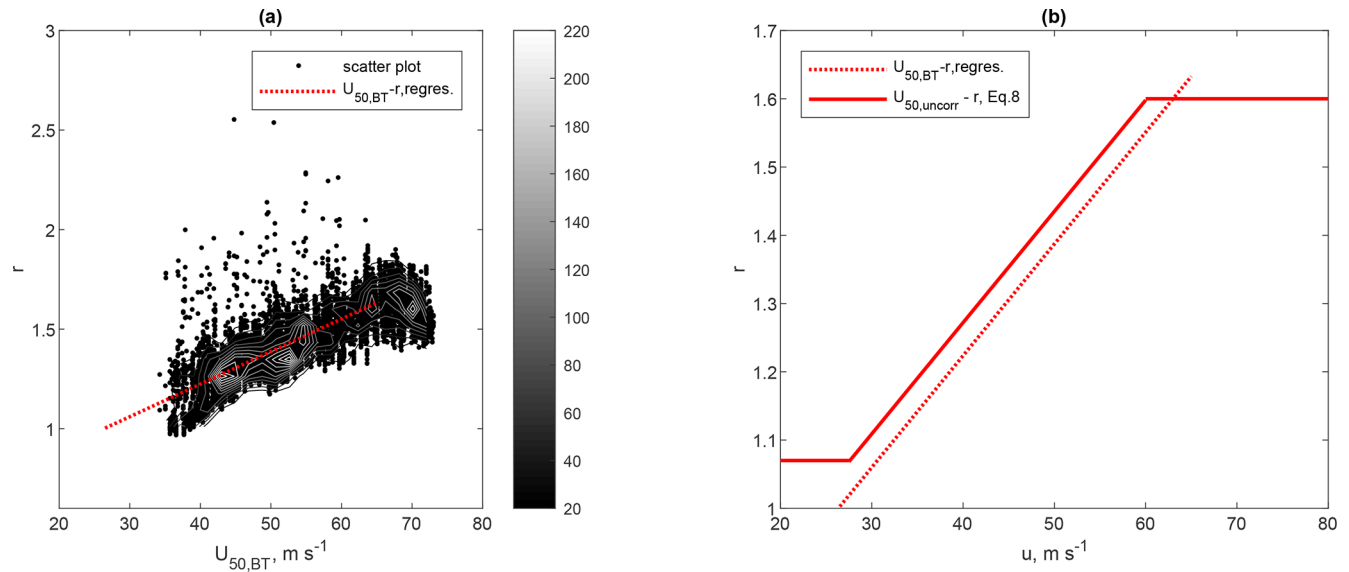 (a)
3
2.5
2
1.5
1
r
20 30 40 50 60 70 80
U50,BT, m s-1
scatter plot
U50,BT-r,regres.
220
200
180
160
140
120
100
80
60
40
20
(b)
1.7
1.6
1.5
1.4
1.3
1.2
1.1
1
r
20 30 40 50 60 70 80
u, m s-1
U50,BT-r,regres.
U50,uncorr - r, Eq.8